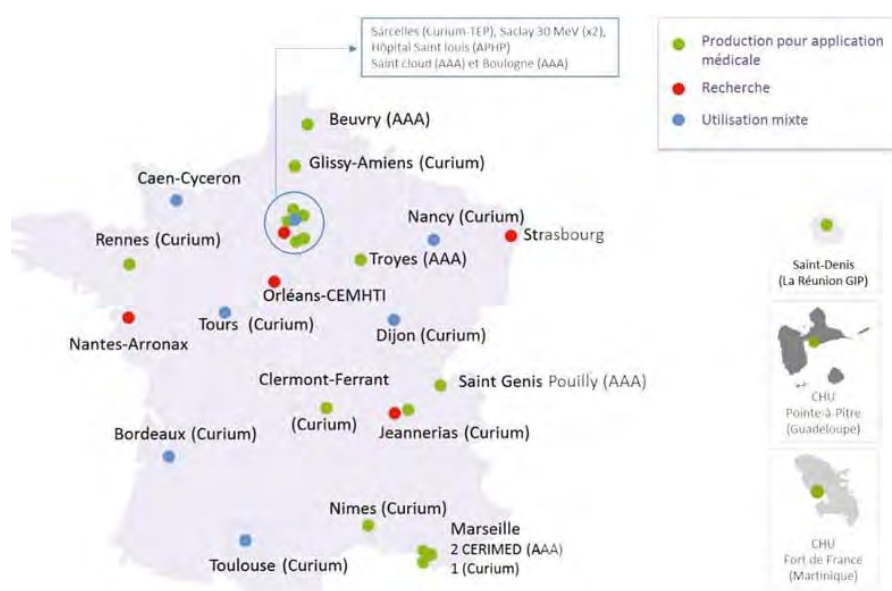 Sarcelles (Curium-TEP), Saclay 30 MeV (x2),
Hôpital Saint louis (APHP)
Saint cloud (AAA) et Boulogne (AAA)
Production pour application
médicale
Recherche
Utilisation mixte
Beuvry (AAA)
Glissy-Amiens (Curium)
Caen-Cyceron
Nancy (Curium)
Strasbourg
Rennes (Curium)
Troyes (AAA)
Orléans-CEMHTI
Tours (Curium)
Nantes-Arronax
Dijon (Curium)
Clermont-Ferrant
(Curium)
Saint Genis Pouilly (AAA)
Jeannerias (Curium)
Bordeaux (Curium)
Nimes (Curium)
Marseille
2 CERIMED (AAA)
1 (Curium)
Toulouse (Curium)
Saint-Denis
(La Réunion GIP)
CHU
Pointe-à-Pitre
(Guadeloupe)
CHU
Fort de France
(Martinique)